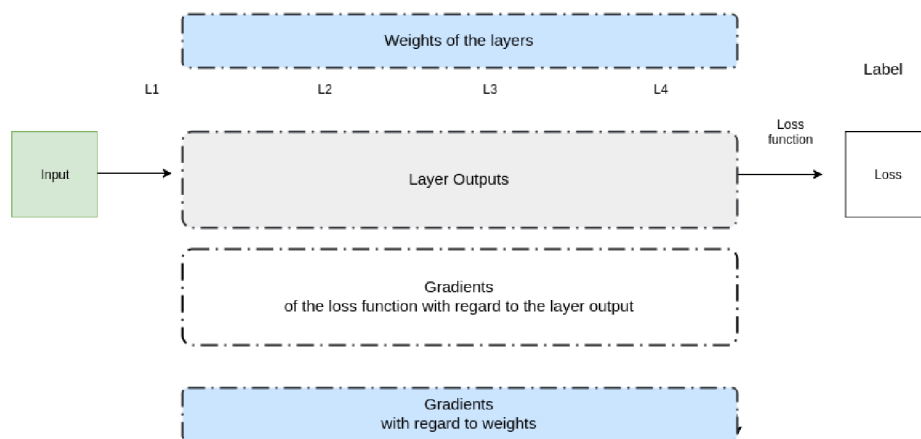 Weights of the layers
Label
L1
L2
L3
L4
Loss
function
Input
Layer Outputs
Loss
Gradients
of the loss function with regard to the layer output
Gradients
with regard to weights